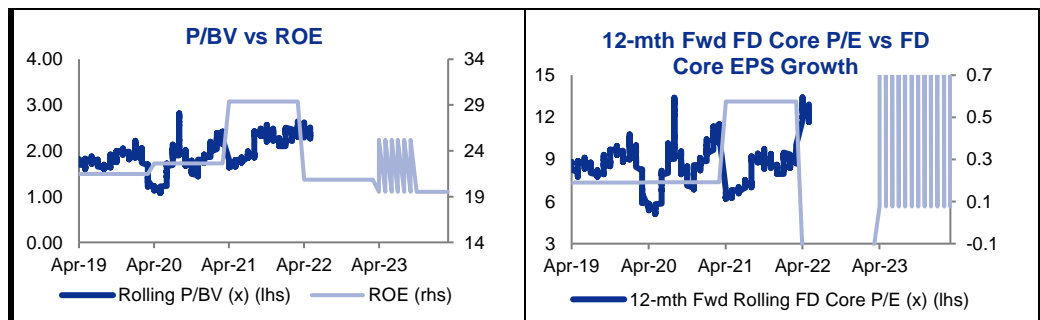 P/BV vs ROE
4.00
3.00
2.00
1.00
0.00
34
29
24
19
14
Apr-19 Apr-20 Apr-21 Apr-22 Apr-23
Rolling P/BV (x) (lhs) ROE (rhs)
12-mth Fwd FD Core P/E vs FD
Core EPS Growth
15
12
9
6
3
0.7
0.5
0.3
0.1
-0.1
Apr-19 Apr-20 Apr-21 Apr-22 Apr-23
12-mth Fwd Rolling FD Core P/E (x) (lhs)